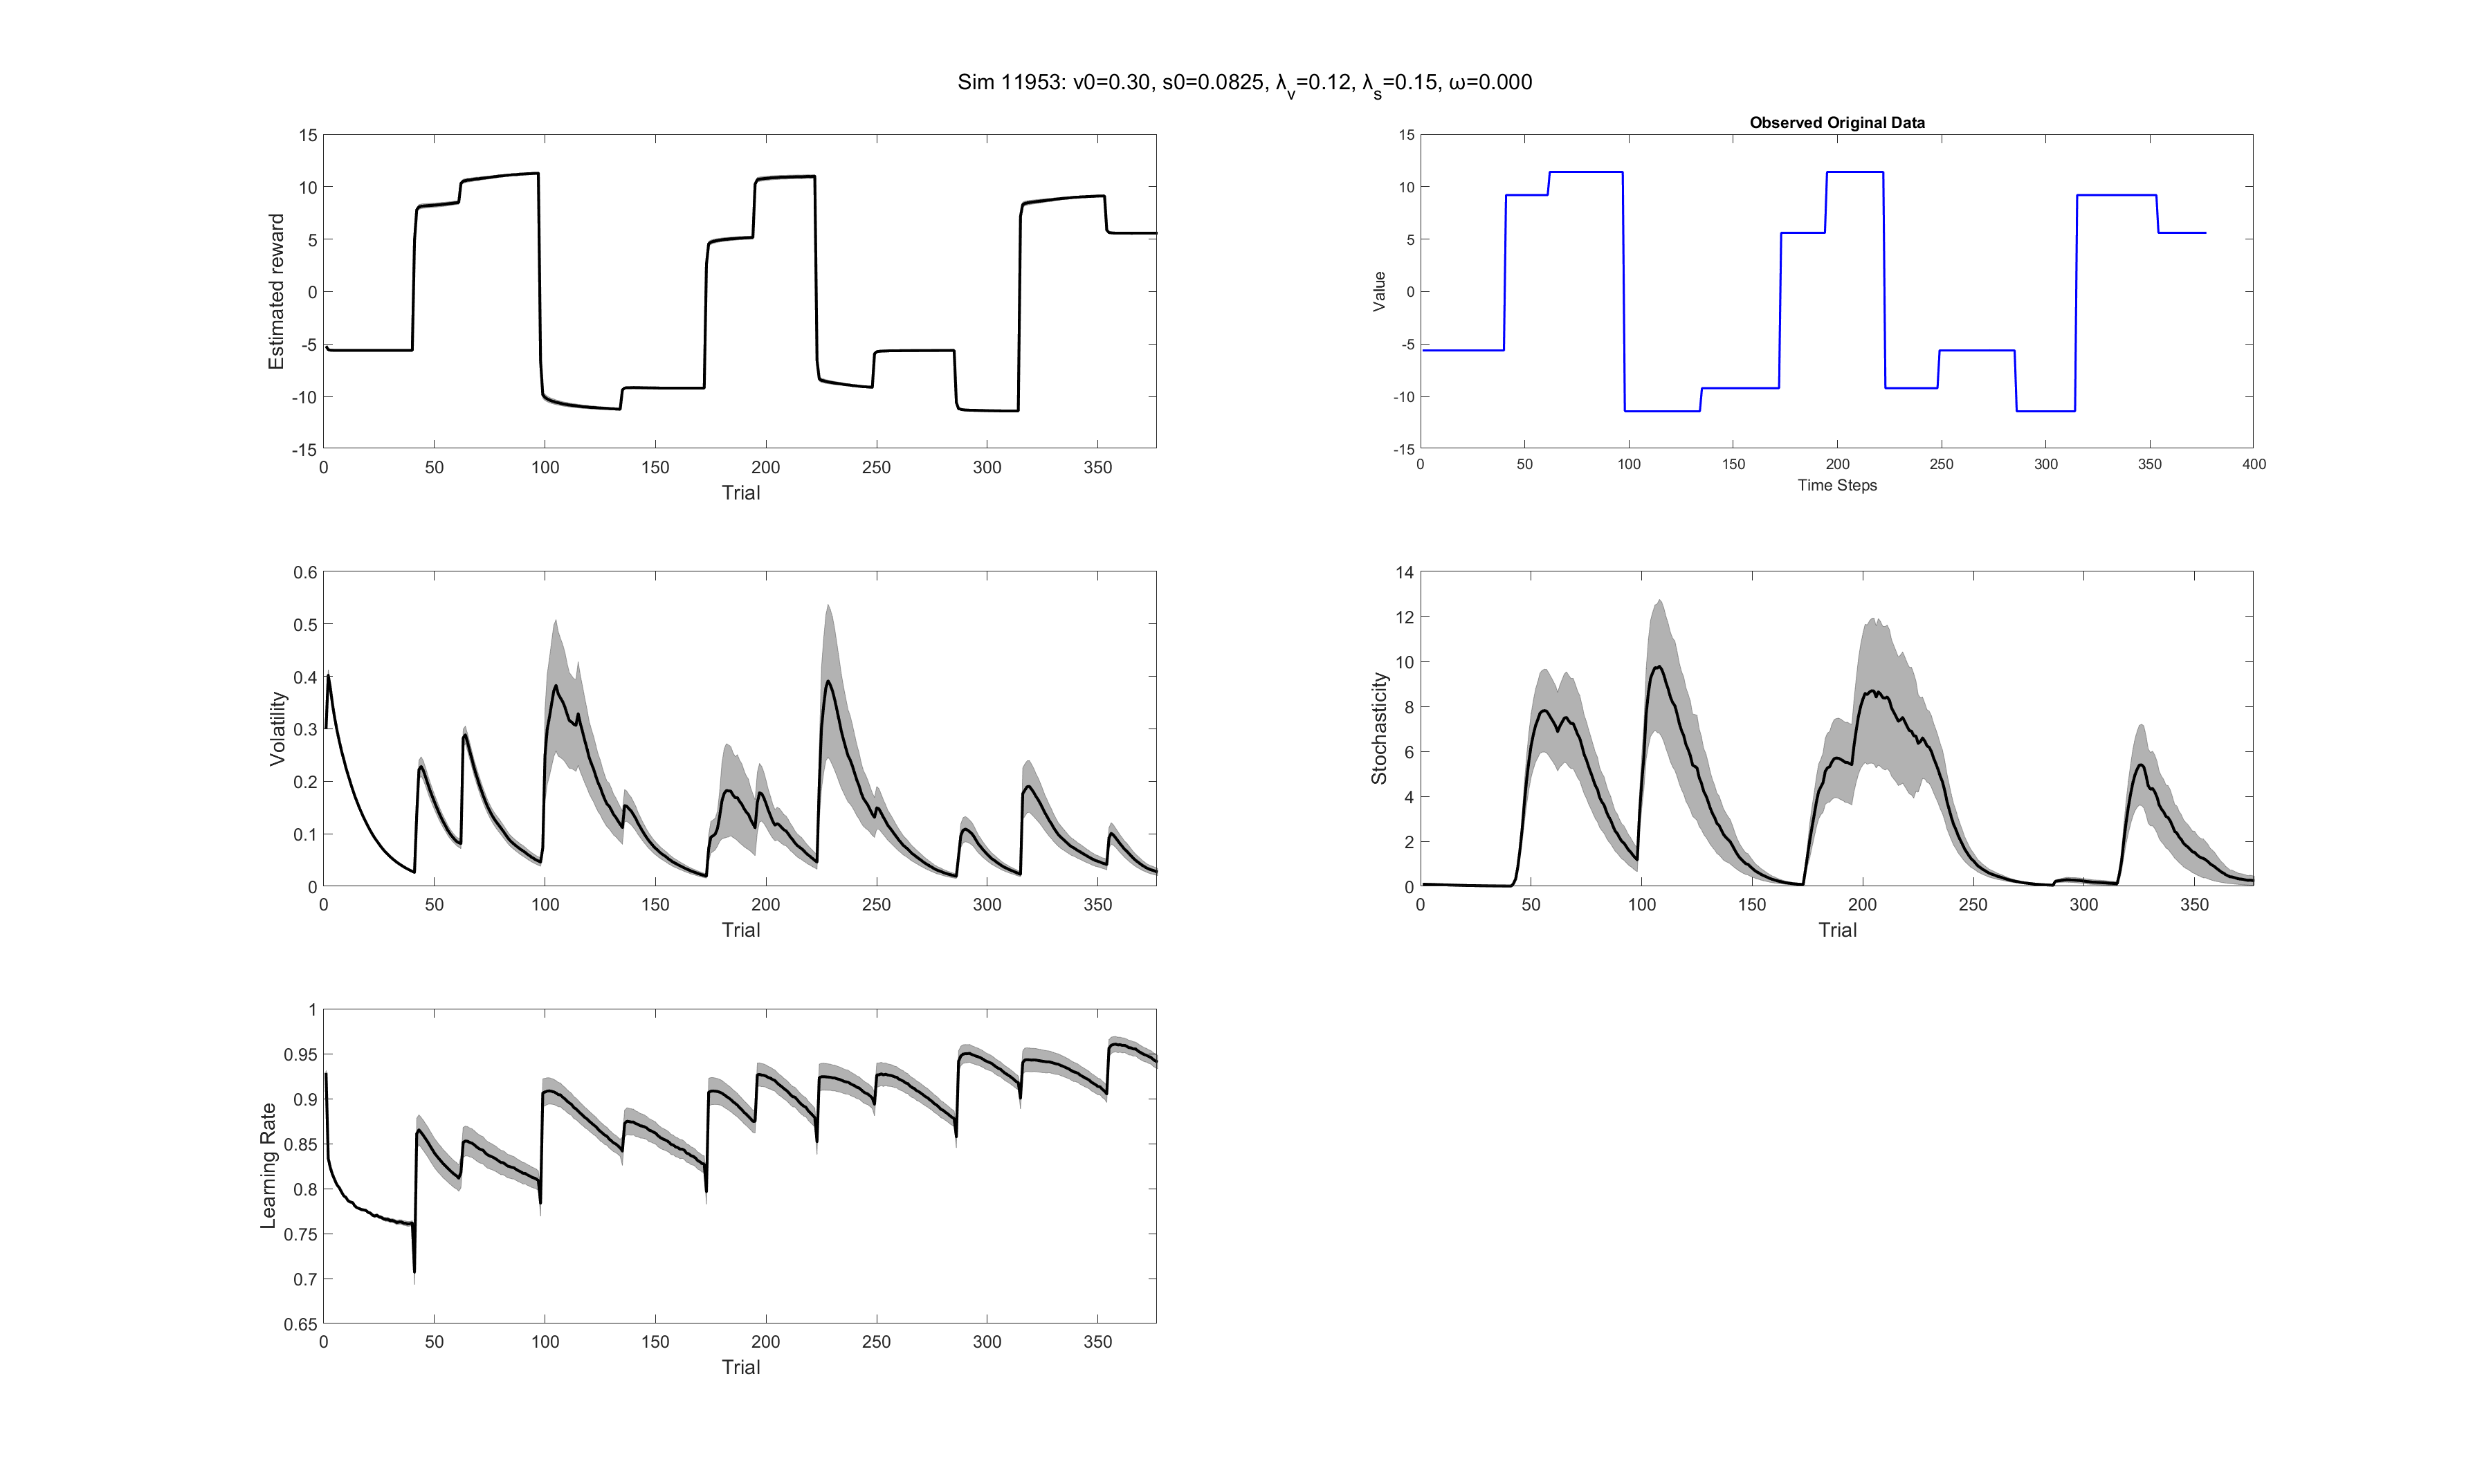 Sim 11953: v0=0.30, s0=0.0825, λv=0.12, λs=0.15, ω=0.000
Estimated reward
15
10
5
0
-5
-10
-15
0 50 100 150 200 250 300 350
Trial
Observed Original Data
Value
15
10
5
0
-5
-10
-15
0 50 100 150 200 250 300 350 400
Time Steps
Volatility
0.6
0.5
0.4
0.3
0.2
0.1
0
0 50 100 150 200 250 300 350
Trial
Stochasticity
14
12
10
8
6
4
2
0
0 50 100 150 200 250 300 350
Trial
Learning Rate
1
0.95
0.9
0.85
0.8
0.75
0.7
0.65
0 50 100 150 200 250 300 350
Trial